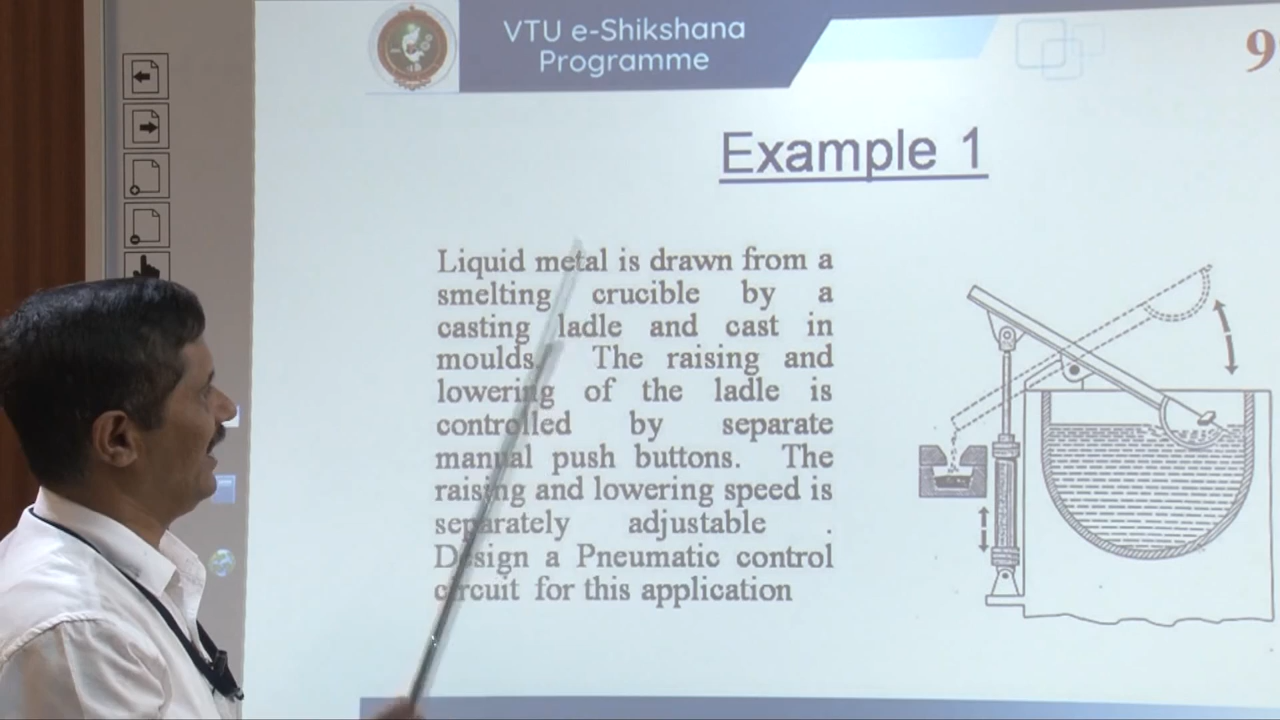 VTU e-Shikshana
Programme
9
Example 1
Liquid metal is drawn from a
smelting crucible by a
casting ladle and cast in
moulds. The raising and
lowering of the ladle is
controlled by separate
manual push buttons. The
raising and lowering speed is
separately adjustable .
Design a Pneumatic control
circuit for this application